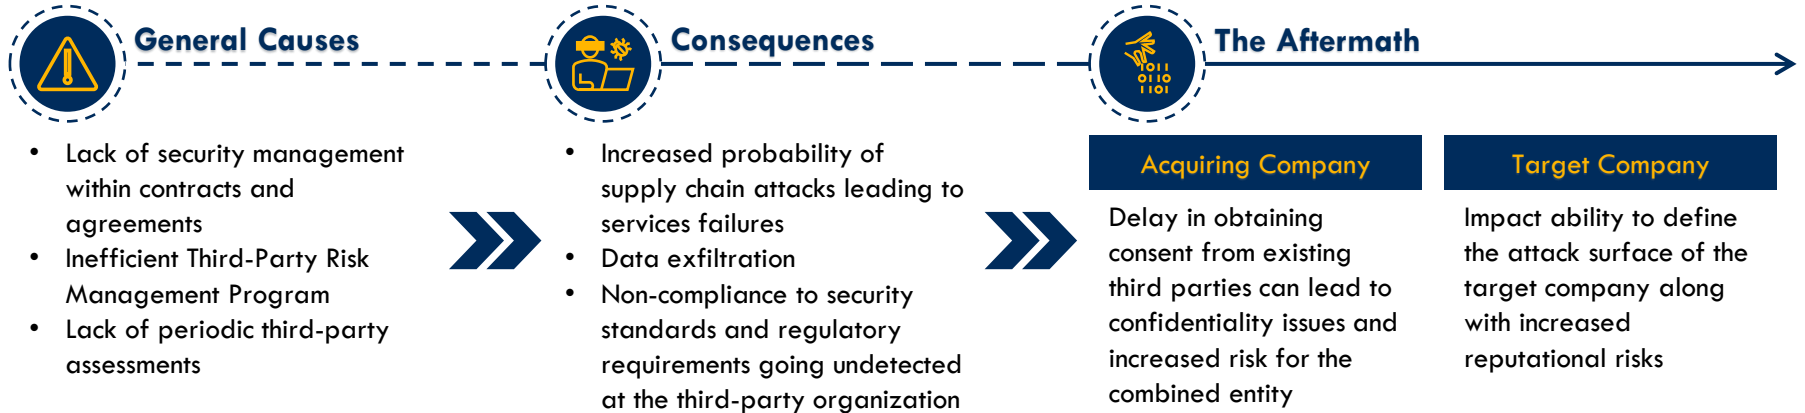 General Causes
• Lack of security management
within contracts and
agreements
• Inefficient Third-Party Risk
Management Program
• Lack of periodic third-party
assessments
Consequences
• Increased probability of
supply chain attacks leading to
services failures
• Data exfiltration
• Non-compliance to security
standards and regulatory
requirements going undetected
at the third-party organization
The Aftermath
1011
0110
1101
Acquiring Company
Delay in obtaining
consent from existing
third parties can lead to
confidentiality issues and
increased risk for the
combined entity
Target Company
Impact ability to define
the attack surface of the
target company along
with increased
reputational risks